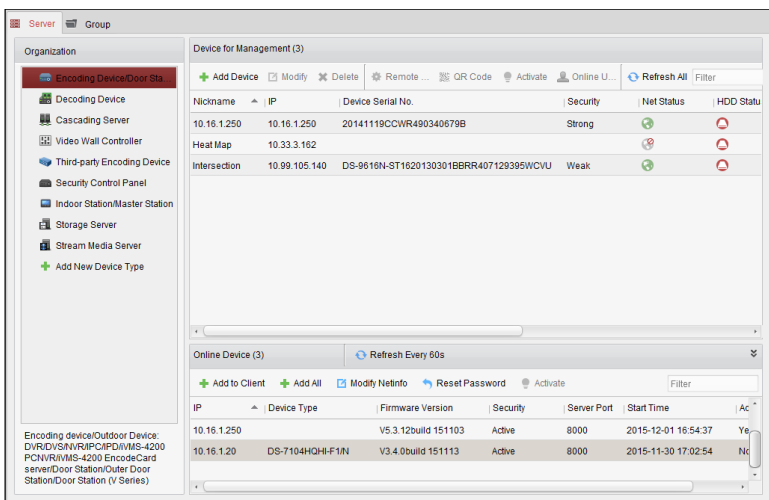 Server Group
Organization
Encoding Device/Door Sta...
Decoding Device
Cascading Server
Video Wall Controller
Third-party Encoding Device
Security Control Panel
Indoor Station/Master Station
Storage Server
Stream Media Server
Add New Device Type
Encoding device/Outdoor Device:
DVR/DVS/NVR/IPC/IPD/iVMS-4200
PCNVR/iVMS-4200 EncodeCard
server/Door Station/Outer Door
Station/Door Station (V Series)
Device for Management (3)
Add Device Modify Delete Remote ... QR Code Activate Online U... Refresh All Filter
Nickname IP Device Serial No. Security Net Status HDD Statu
10.16.1.250 10.16.1.250 20141119CCWR490340679B Strong
Heat Map 10.33.3.162
Intersection 10.99.105.140 DS-9616N-ST1620130301BBRR407129395WCVU Weak
Online Device (3) Refresh Every 60s
Add to Client Add All Modify Netinfo Reset Password Activate Filter
IP Device Type Firmware Version Security Server Port Start Time Ac
10.16.1.250 V5.3.12build 151103 Active 8000 2015-12-01 16:54:37 Ye
10.16.1.20 DS-7104HQHI-F1/N V3.4.0build 151113 Active 8000 2015-11-30 17:02:54 No